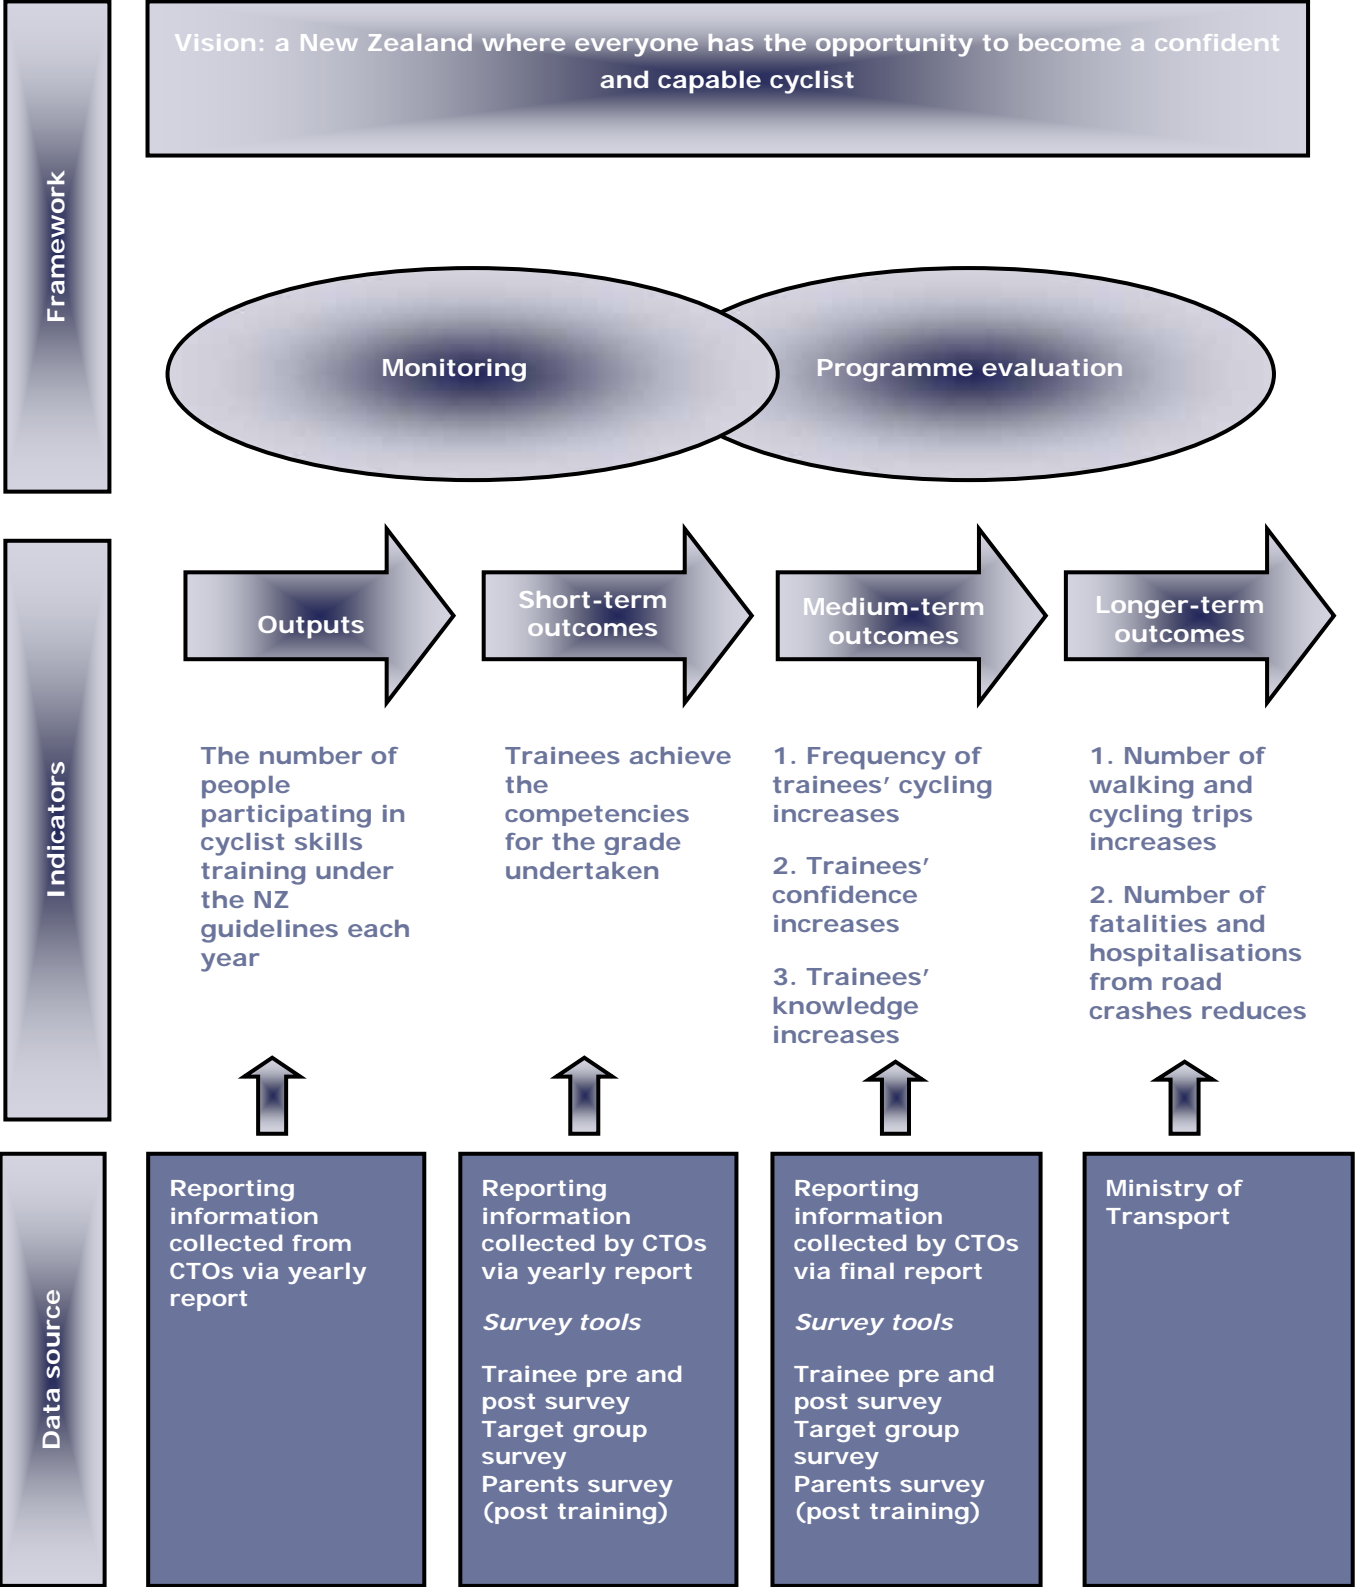 Framework
Vision: a New Zealand where everyone has the opportunity to become a confident
and capable cyclist
Monitoring
Programme evaluation
Indicators
Outputs
Short-term
outcomes
Medium-term
outcomes
Longer-term
outcomes
The number of
people
participating in
cyclist skills
training under
the NZ
guidelines each
year
Trainees achieve
the
competencies
for the grade
undertaken
1. Frequency of
trainees’ cycling
increases
2. Trainees’
confidence
increases
3. Trainees’
knowledge
increases
1. Number of
walking and
cycling trips
increases
2. Number of
fatalities and
hospitalisations
from road
crashes reduces
Data source
Reporting
information
collected from
CTOs via yearly
report
Reporting
information
collected by CTOs
via yearly report
Survey tools
Trainee pre and
post survey
Target group
survey
Parents survey
(post training)
Reporting
information
collected by CTOs
via final report
Survey tools
Trainee pre and
post survey
Target group
survey
Parents survey
(post training)
Ministry of
Transport